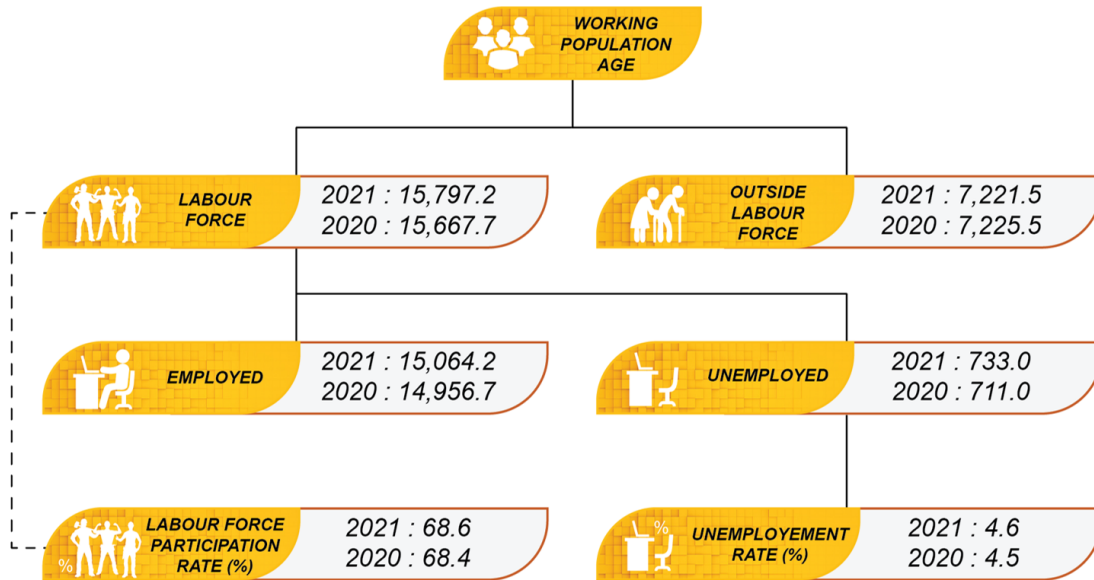 WORKING
POPULATION
AGE
LABOUR
FORCE
2021 : 15,797.2
2020 : 15,667.7
OUTSIDE
LABOUR
FORCE
2021 : 7,221.5
2020 : 7,225.5
EMPLOYED
2021 : 15,064.2
2020 : 14,956.7
UNEMPLOYED
2021 : 733.0
2020 : 711.0
%
LABOUR FORCE
PARTICIPATION
RATE (%)
2021 : 68.6
2020 : 68.4
%
UNEMPLOYEMENT
RATE (%)
2021 : 4.6
2020 : 4.5